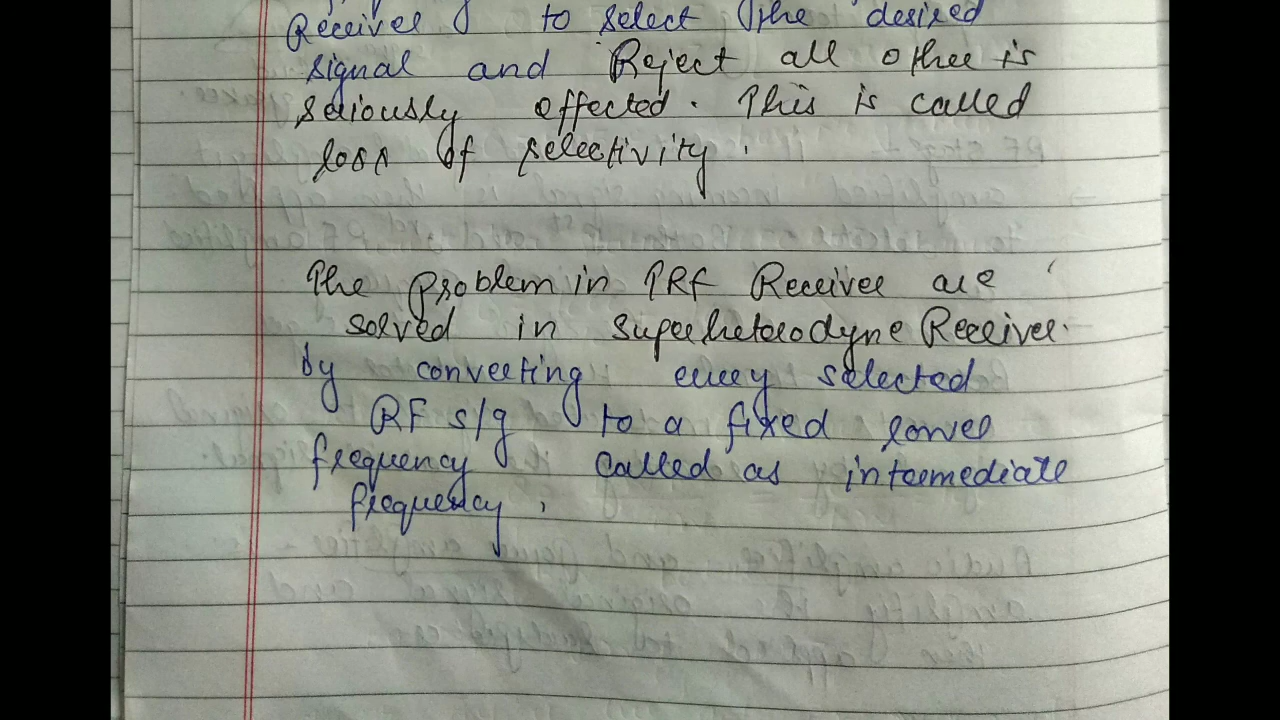 Receiver to select the desired
signal and Reject all other is
seriously effected. This is called
loss of selectivity.
The Problem in TRF Receiver are
solved in superheterodyne Receiver.
by converting every selected
RF s/g to a fixed lower
frequency called as intermediate
frequency.